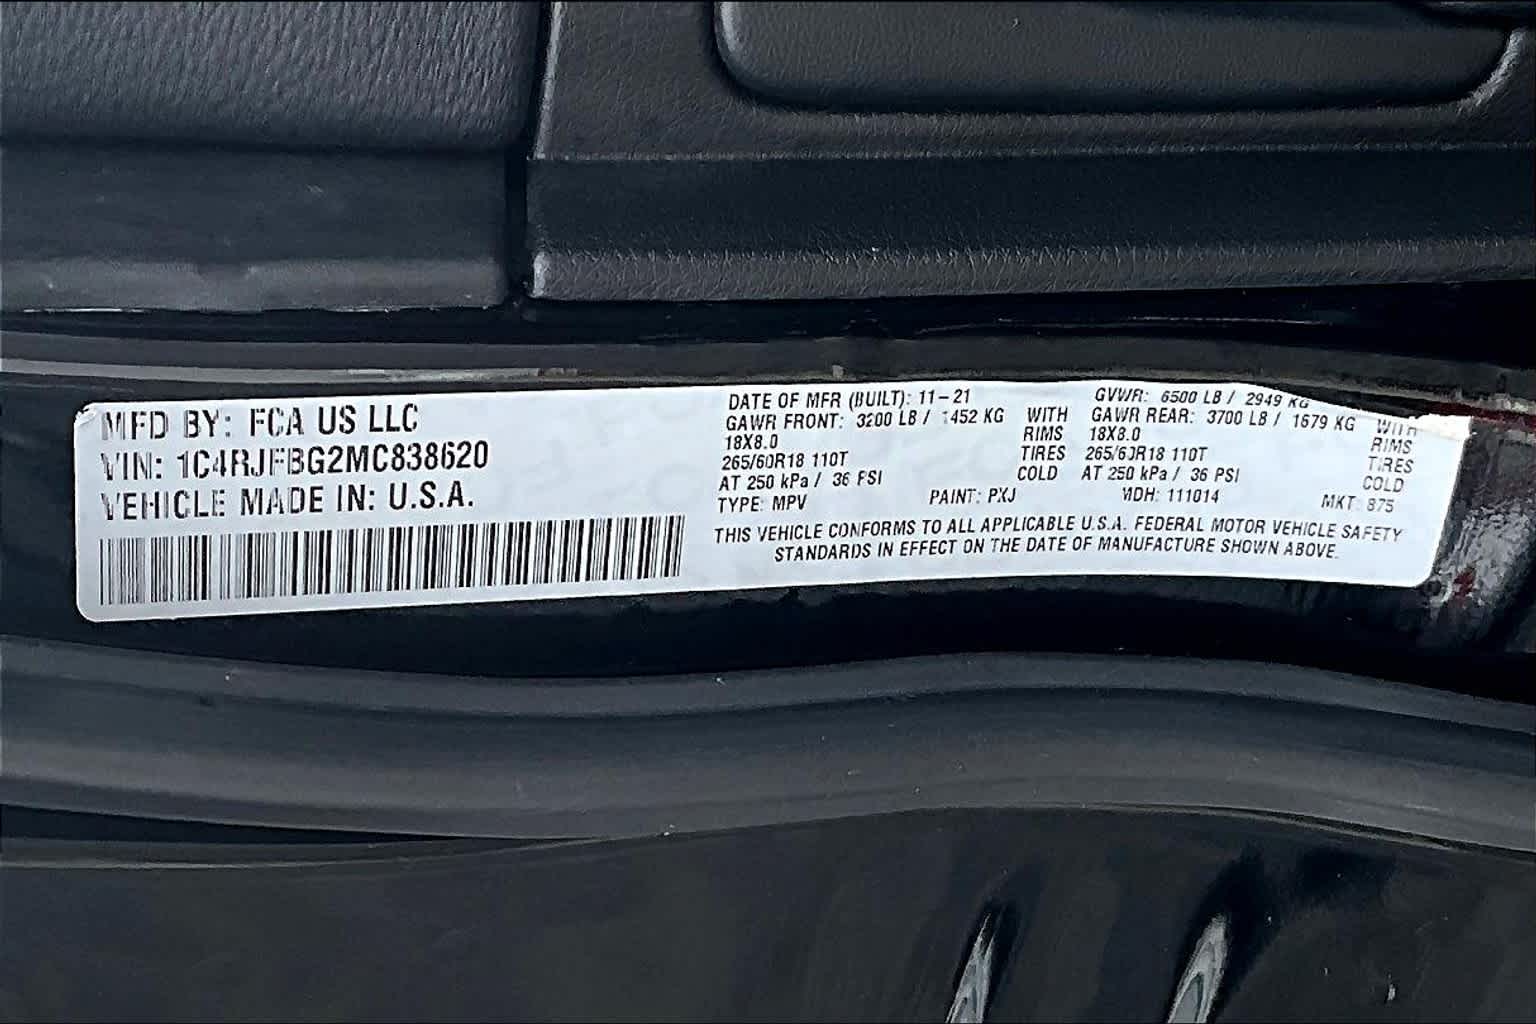 MFD BY: FCA US LLC
VIN: 1C4RJFBG2MC838620
VEHICLE MADE IN: U.S.A.
DATE OF MFR (BUILT): 11-21
GAWR FRONT: 3200 LB / 1452 KG WITH
18X8.0 RIMS
265/60R18 110T TIRES
AT 250 kPa / 36 PSI COLD
GVWR: 6500 LB / 2949 KG
GAWR REAR: 3700 LB / 1679 KG WITH
18X8.0 RIMS
265/60R18 110T TIRES
AT 250 kPa / 36 PSI COLD
TYPE: MPV PAINT: PXJ MDH: 111014 MKT: 875
THIS VEHICLE CONFORMS TO ALL APPLICABLE U.S.A. FEDERAL MOTOR VEHICLE SAFETY
STANDARDS IN EFFECT ON THE DATE OF MANUFACTURE SHOWN ABOVE.